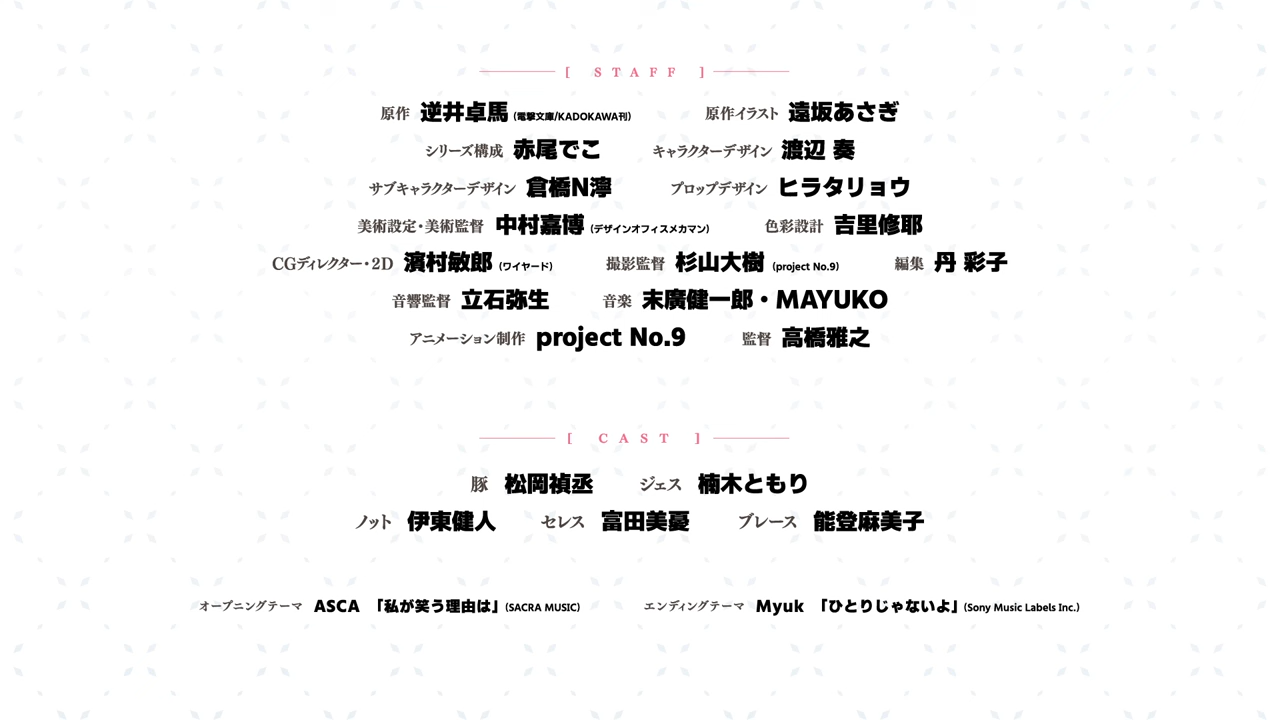 [ STAFF ]
原作 逆井卓馬 (電撃文庫/KADOKAWA刊) 原作イラスト 遠坂あさぎ
シリーズ構成 赤尾でこ キャラクターデザイン 渡辺 奏
サブキャラクターデザイン 倉橋N濘 プロップデザイン ヒラタリョウ
美術設定・美術監督 中村嘉博 (デザインオフィスメカマン) 色彩設計 吉里修耶
CGディレクター・2D 濱村敏郎 (ワイヤード) 撮影監督 杉山大樹 (project No.9) 編集 丹 彩子
音響監督 立石弥生 音楽 末廣健一郎・MAYUKO
アニメーション制作 project No.9 監督 高橋雅之
[ CAST ]
豚 松岡禎丞 ジェス 楠木ともり
ノット 伊東健人 セレス 富田美憂 ブレース 能登麻美子
オープニングテーマ ASCA 「私が笑う理由は」 (SACRA MUSIC) エンディングテーマ Myuk 「ひとりじゃないよ」 (Sony Music Labels Inc.)